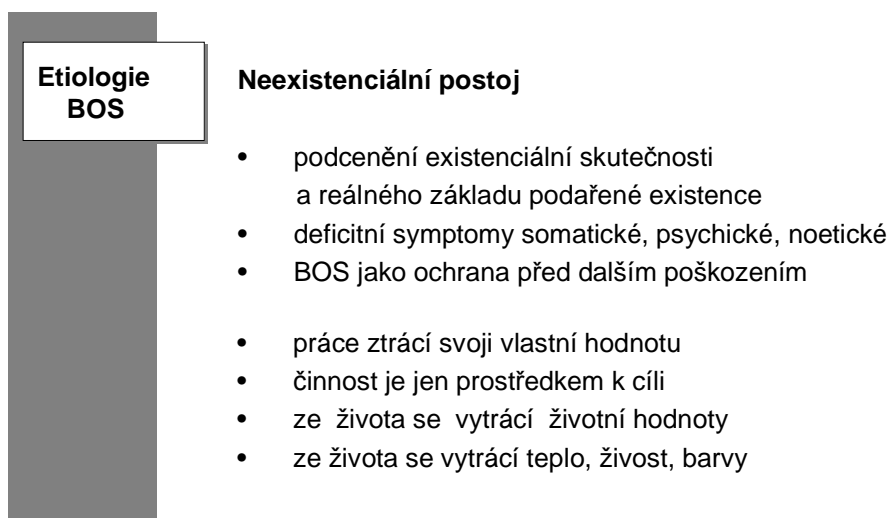 Etiologie
BOS
Neexistenciální postoj
• podcenění existenciální skutečnosti
a reálného základu podařené existence
• deficitní symptomy somatické, psychické, noetické
• BOS jako ochrana před dalším poškozením
• práce ztrácí svoji vlastní hodnotu
• činnost je jen prostředkem k cíli
• ze života se vytrácí životní hodnoty
• ze života se vytrácí teplo, živost, barvy